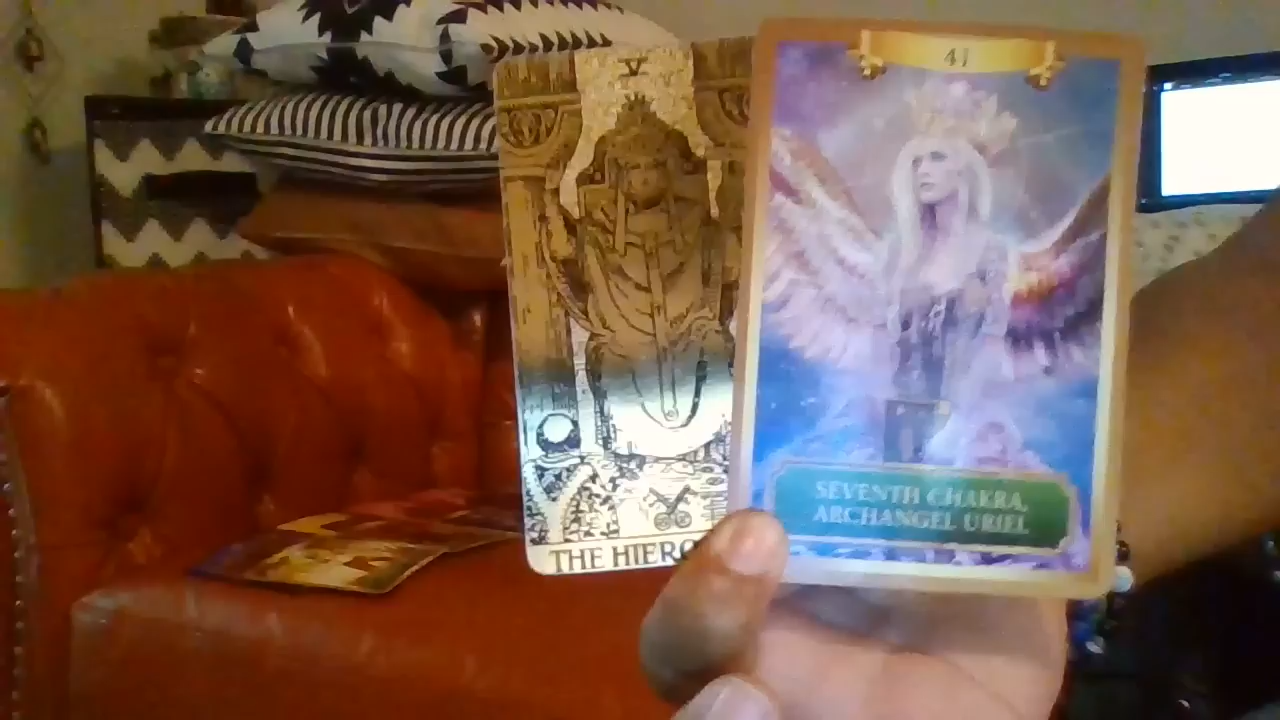 V
THE HIERO
41
SEVENTH CHAKRA,
ARCHANGEL URIEL